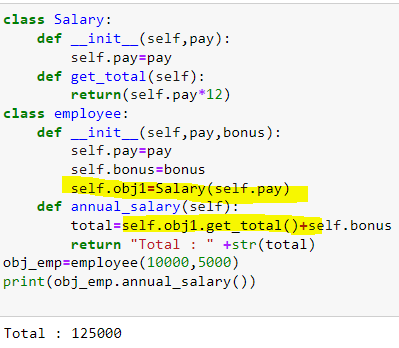 class Salary:
    def __init__(self,pay):
        self.pay=pay
    def get_total(self):
        return(self.pay*12)
class employee:
    def __init__(self,pay,bonus):
        self.pay=pay
        self.bonus=bonus
        self.obj1=Salary(self.pay)
    def annual_salary(self):
        total=self.obj1.get_total()+self.bonus
        return "Total : " +str(total)
obj_emp=employee(10000,5000)
print(obj_emp.annual_salary())
Total : 125000